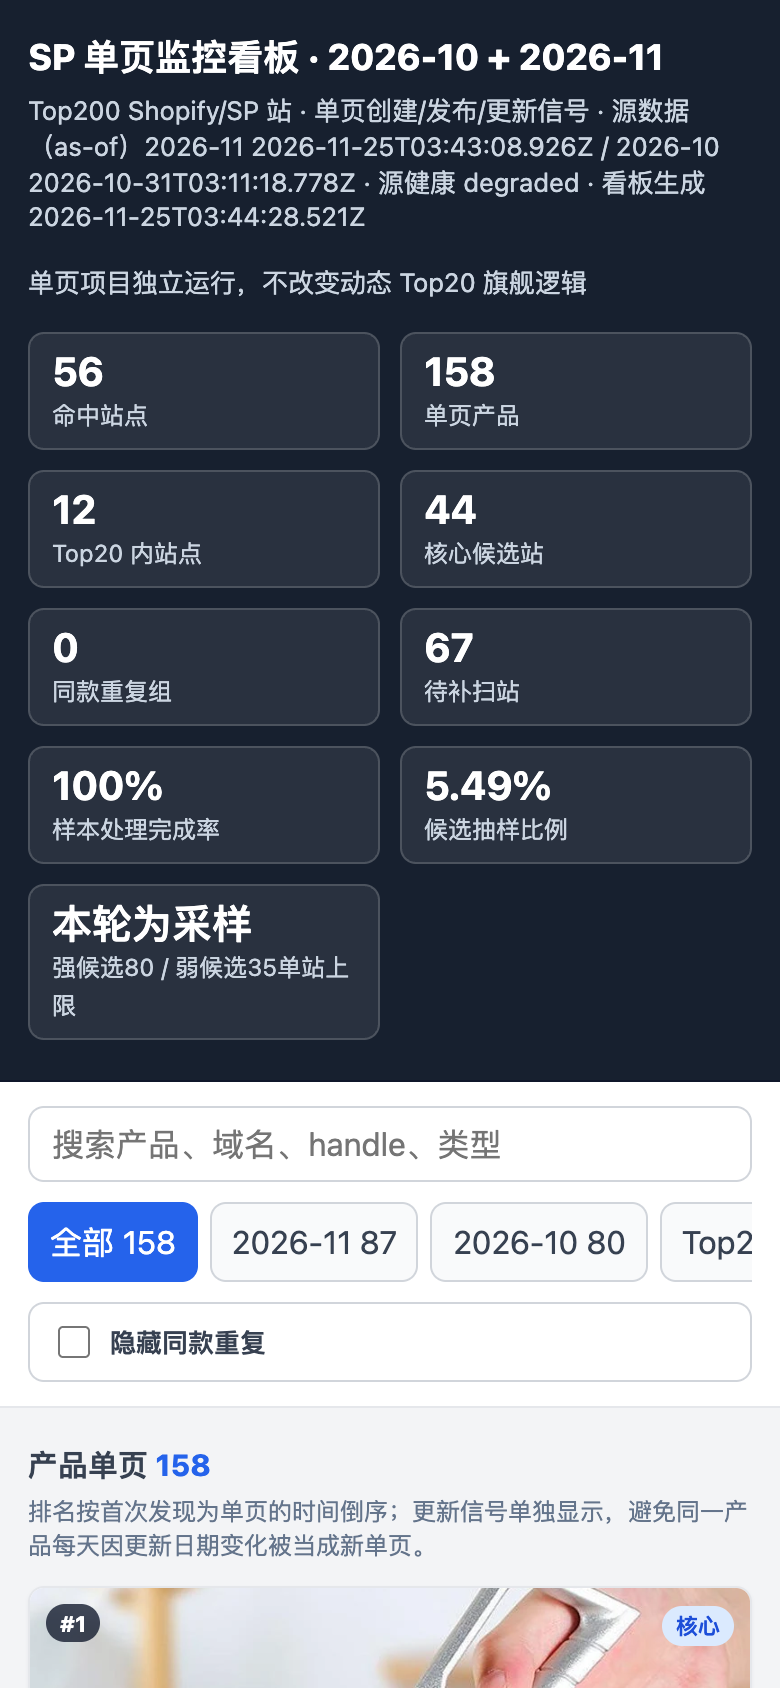 SP 单页监控看板 · 2026-10 + 2026-11
Top200 Shopify/SP 站 · 单页创建/发布/更新信号 · 源数据
（as-of）2026-11 2026-11-25T03:43:08.926Z / 2026-10
2026-10-31T03:11:18.778Z · 源健康 degraded · 看板生成
2026-11-25T03:44:28.521Z
单页项目独立运行，不改变动态 Top20 旗舰逻辑
56
命中站点
158
单页产品
12
Top20 内站点
44
核心候选站
0
同款重复组
67
待补扫站
100%
样本处理完成率
5.49%
候选抽样比例
本轮为采样
强候选80 / 弱候选35单站上
限
搜索产品、域名、handle、类型
全部 158
2026-11 87
2026-10 80
Top2
隐藏同款重复
产品单页 158
排名按首次发现为单页的时间倒序；更新信号单独显示，避免同一产
品每天因更新日期变化被当成新单页。
#1
核心